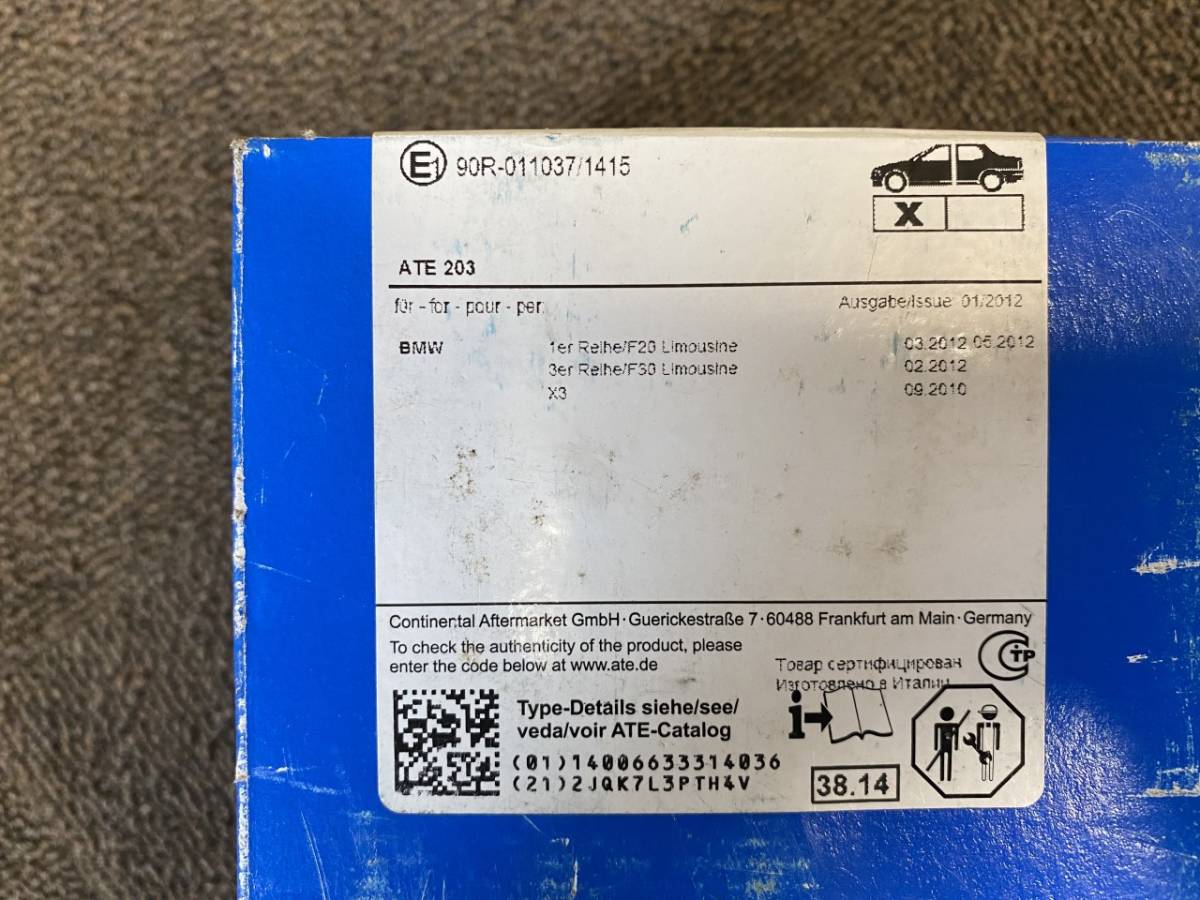 E1 90R-011037/1415
X
ATE 203
für - for - pour - per:
Ausgabe/Issue 01/2012
BMW 1er Reihe/F20 Limousine 03.2012 05.2012
3er Reihe/F30 Limousine 02.2012
X3 09.2010
Continental Aftermarket GmbH · Guerickestraße 7 · 60488 Frankfurt am Main · Germany
To check the authenticity of the product, please
enter the code below at www.ate.de
Товар сертифицирован
Изготовлено в Италии
СТР
Type-Details siehe/see/
veda/voir ATE-Catalog
i
(01)14006633314036
(21)2JQK7L3PTH4V
38.14